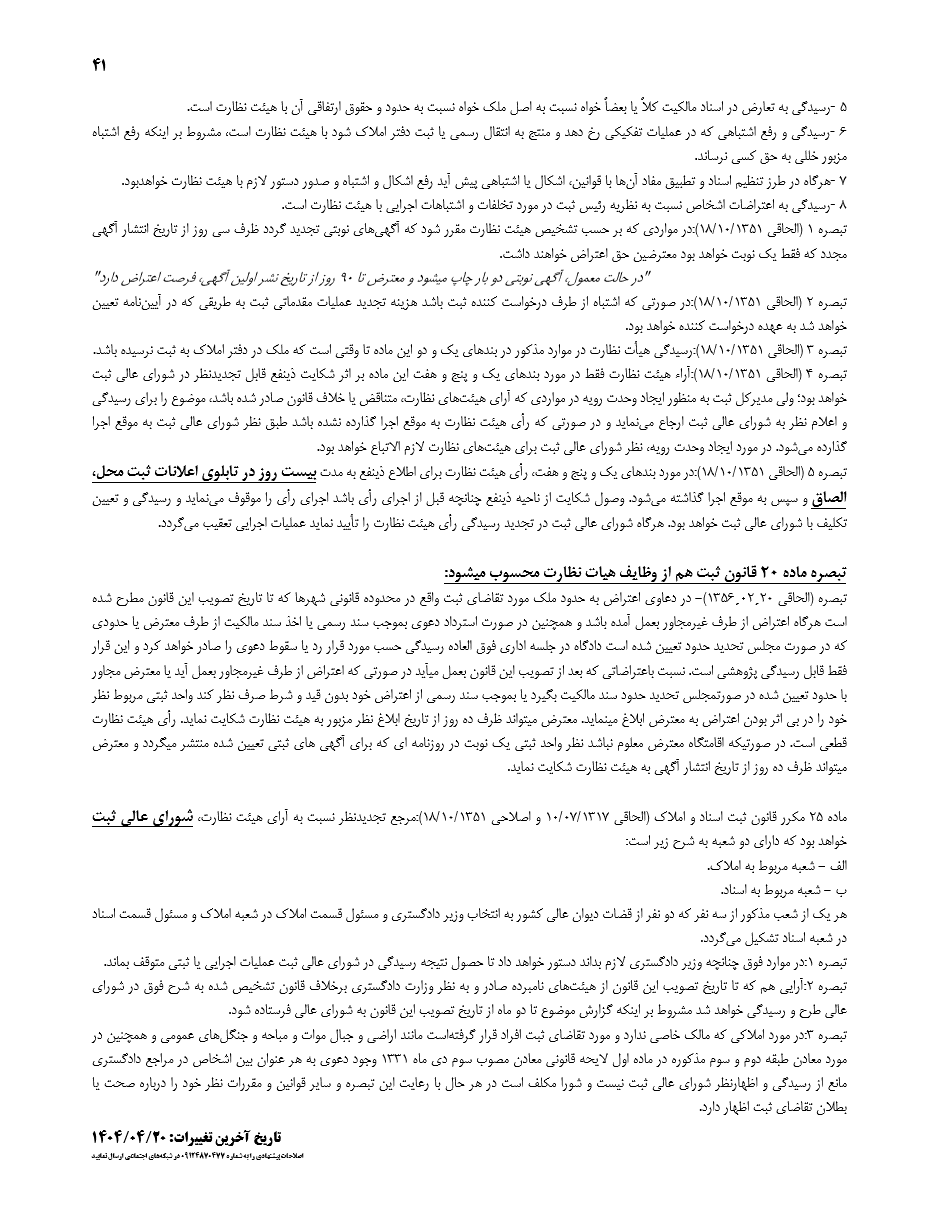 ۴۱
۵ -رسیدگی به تعارض در اسناد مالکیت کلاً یا بعضاً خواه نسبت به اصل ملک خواه نسبت به حدود و حقوق ارتفاقی آن با هیئت نظارت است.
۶ -رسیدگی و رفع اشتباهی که در عملیات تفکیکی رخ دهد و منتج به انتقال رسمی یا ثبت دفتر املاک شود با هیئت نظارت است، مشروط بر اینکه رفع اشتباه
مزبور خللی به حق کسی نرساند.
۷ -هرگاه در طرز تنظیم اسناد و تطبیق مفاد آن‌ها با قوانین، اشکال یا اشتباهی پیش آید رفع اشکال و اشتباه و صدور دستور لازم با هیئت نظارت خواهدبود.
۸ -رسیدگی به اعتراضات اشخاص نسبت به نظریه رئیس ثبت در مورد تخلفات و اشتباهات اجرایی با هیئت نظارت است.
تبصره ۱ (الحاقی ۱۸/۱۰/۱۳۵۱):در مواردی که بر حسب تشخیص هیئت نظارت مقرر شود که آگهی‌های نوبتی تجدید گردد ظرف سی روز از تاریخ انتشار آگهی
مجدد که فقط یک نوبت خواهد بود معترضین حق اعتراض خواهند داشت.
"در حالت معمول، آگهی نوبتی دو بار چاپ میشود و معترض تا ۹۰ روز از تاریخ نشر اولین آگهی، فرصت اعتراض دارد"
تبصره ۲ (الحاقی ۱۸/۱۰/۱۳۵۱):در صورتی که اشتباه از طرف درخواست کننده ثبت باشد هزینه تجدید عملیات مقدماتی ثبت به طریقی که در آیین‌نامه تعیین
خواهد شد به عهده درخواست کننده خواهد بود.
تبصره ۳ (الحاقی ۱۸/۱۰/۱۳۵۱):رسیدگی هیأت نظارت در موارد مذکور در بندهای یک و دو این ماده تا وقتی است که ملک در دفتر املاک به ثبت نرسیده باشد.
تبصره ۴ (الحاقی ۱۸/۱۰/۱۳۵۱):آراء هیئت نظارت فقط در مورد بندهای یک و پنج و هفت این ماده بر اثر شکایت ذینفع قابل تجدیدنظر در شورای عالی ثبت
خواهد بود؛ ولی مدیرکل ثبت به منظور ایجاد وحدت رویه در مواردی که آرای هیئت‌های نظارت، متناقض یا خلاف قانون صادر شده باشد، موضوع را برای رسیدگی
و اعلام نظر به شورای عالی ثبت ارجاع می‌نماید و در صورتی که رأی هیئت نظارت به موقع اجرا گذارده نشده باشد طبق نظر شورای عالی ثبت به موقع اجرا
گذارده می‌شود. در مورد ایجاد وحدت رویه، نظر شورای عالی ثبت برای هیئت‌های نظارت لازم الاتباع خواهد بود.
تبصره ۵ (الحاقی ۱۸/۱۰/۱۳۵۱):در مورد بندهای یک و پنج و هفت، رأی هیئت نظارت برای اطلاع ذینفع به مدت بیست روز در تابلوی اعلانات ثبت محل،
الصاق و سپس به موقع اجرا گذاشته می‌شود. وصول شکایت از ناحیه ذینفع چنانچه قبل از اجرای رأی باشد اجرای رأی را موقوف می‌نماید و رسیدگی و تعیین
تکلیف با شورای عالی ثبت خواهد بود. هرگاه شورای عالی ثبت در تجدید رسیدگی رأی هیئت نظارت را تأیید نماید عملیات اجرایی تعقیب می‌گردد.
تبصره ماده ۲۰ قانون ثبت هم از وظایف هیات نظارت محسوب میشود:
تبصره (الحاقی ۱۳۵۶٫۰۲٫۲۰)- در دعاوی اعتراض به حدود ملک مورد تقاضای ثبت واقع در محدوده قانونی شهرها که تا تاریخ تصویب این قانون مطرح شده
است هرگاه اعتراض از طرف غیرمجاور بعمل آمده باشد و همچنین در صورت استرداد دعوی بموجب سند رسمی یا اخذ سند مالکیت از طرف معترض یا حدودی
که در صورت مجلس تحدید حدود تعیین شده است دادگاه در جلسه اداری فوق العاده رسیدگی حسب مورد قرار رد یا سقوط دعوی را صادر خواهد کرد و این قرار
فقط قابل رسیدگی پژوهشی است. نسبت باعتراضاتی که بعد از تصویب این قانون بعمل میآید در صورتی که اعتراض از طرف غیرمجاور بعمل آید یا معترض مجاور
با حدود تعیین شده در صورتمجلس تحدید حدود سند مالکیت بگیرد یا بموجب سند رسمی از اعتراض خود بدون قید و شرط صرف نظر کند واحد ثبتی مربوط نظر
خود را در بی اثر بودن اعتراض به معترض ابلاغ مینماید. معترض میتواند ظرف ده روز از تاریخ ابلاغ نظر مزبور به هیئت نظارت شکایت نماید. رأی هیئت نظارت
قطعی است. در صورتیکه اقامتگاه معترض معلوم نباشد نظر واحد ثبتی یک نوبت در روزنامه ای که برای آگهی های ثبتی تعیین شده منتشر میگردد و معترض
میتواند ظرف ده روز از تاریخ انتشار آگهی به هیئت نظارت شکایت نماید.
ماده ۲۵ مکرر قانون ثبت اسناد و املاک (الحاقی ۱۰/۰۷/۱۳۱۷ و اصلاحی ۱۸/۱۰/۱۳۵۱):مرجع تجدیدنظر نسبت به آرای هیئت نظارت، شورای عالی ثبت
خواهد بود که دارای دو شعبه به شرح زیر است:
الف - شعبه مربوط به املاک.
ب - شعبه مربوط به اسناد.
هر یک از شعب مذکور از سه نفر که دو نفر از قضات دیوان عالی کشور به انتخاب وزیر دادگستری و مسئول قسمت املاک در شعبه املاک و مسئول قسمت اسناد
در شعبه اسناد تشکیل می‌گردد.
تبصره ۱:در موارد فوق چنانچه وزیر دادگستری لازم بداند دستور خواهد داد تا حصول نتیجه رسیدگی در شورای عالی ثبت عملیات اجرایی یا ثبتی متوقف بماند.
تبصره ۲:آرایی هم که تا تاریخ تصویب این قانون از هیئت‌های نامبرده صادر و به نظر وزارت دادگستری برخلاف قانون تشخیص شده به شرح فوق در شورای
عالی طرح و رسیدگی خواهد شد مشروط بر اینکه گزارش موضوع تا دو ماه از تاریخ تصویب این قانون به شورای عالی فرستاده شود.
تبصره ۳:در مورد املاکی که مالک خاصی ندارد و مورد تقاضای ثبت افراد قرار گرفته‌است مانند اراضی و جبال موات و مباحه و جنگل‌های عمومی و همچنین در
مورد معادن طبقه دوم و سوم مذکوره در ماده اول لایحه قانونی معادن مصوب سوم دی ماه ۱۳۳۱ وجود دعوی به هر عنوان بین اشخاص در مراجع دادگستری
مانع از رسیدگی و اظهارنظر شورای عالی ثبت نیست و شورا مکلف است در هر حال با رعایت این تبصره و سایر قوانین و مقررات نظر خود را درباره صحت یا
بطلان تقاضای ثبت اظهار دارد.
تاریخ آخرین تغییرات: ۱۴۰۴/۰۴/۲۰
اصلاحات پیشنهادی را به شماره ۰۹۱۲۴۸۷۰۴۷۷ در شبکه‌های اجتماعی ارسال نمایید